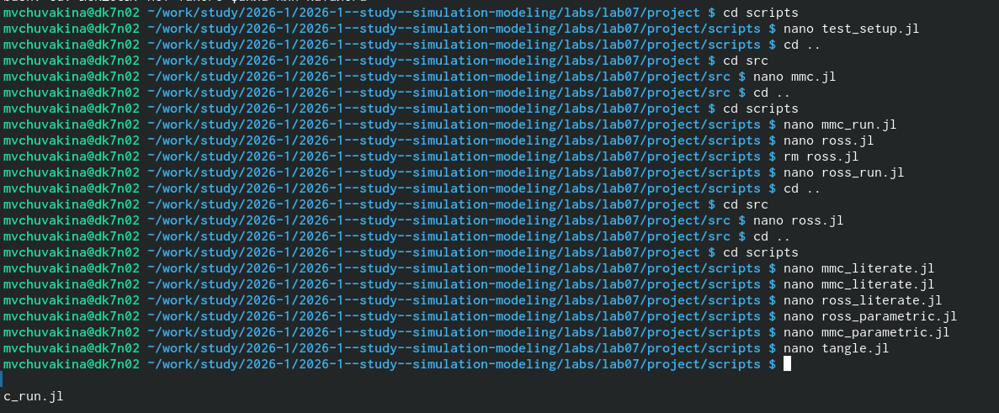 mvchuvakina@dk7n02 ~/work/study/2026-1/2026-1--study--simulation-modeling/labs/lab07/project $ cd scripts
mvchuvakina@dk7n02 ~/work/study/2026-1/2026-1--study--simulation-modeling/labs/lab07/project/scripts $ nano test_setup.jl
mvchuvakina@dk7n02 ~/work/study/2026-1/2026-1--study--simulation-modeling/labs/lab07/project/scripts $ cd ..
mvchuvakina@dk7n02 ~/work/study/2026-1/2026-1--study--simulation-modeling/labs/lab07/project $ cd src
mvchuvakina@dk7n02 ~/work/study/2026-1/2026-1--study--simulation-modeling/labs/lab07/project/src $ nano mmc.jl
mvchuvakina@dk7n02 ~/work/study/2026-1/2026-1--study--simulation-modeling/labs/lab07/project/src $ cd ..
mvchuvakina@dk7n02 ~/work/study/2026-1/2026-1--study--simulation-modeling/labs/lab07/project $ cd scripts
mvchuvakina@dk7n02 ~/work/study/2026-1/2026-1--study--simulation-modeling/labs/lab07/project/scripts $ nano mmc_run.jl
mvchuvakina@dk7n02 ~/work/study/2026-1/2026-1--study--simulation-modeling/labs/lab07/project/scripts $ nano ross.jl
mvchuvakina@dk7n02 ~/work/study/2026-1/2026-1--study--simulation-modeling/labs/lab07/project/scripts $ rm ross.jl
mvchuvakina@dk7n02 ~/work/study/2026-1/2026-1--study--simulation-modeling/labs/lab07/project/scripts $ nano ross_run.jl
mvchuvakina@dk7n02 ~/work/study/2026-1/2026-1--study--simulation-modeling/labs/lab07/project/scripts $ cd ..
mvchuvakina@dk7n02 ~/work/study/2026-1/2026-1--study--simulation-modeling/labs/lab07/project $ cd src
mvchuvakina@dk7n02 ~/work/study/2026-1/2026-1--study--simulation-modeling/labs/lab07/project/src $ nano ross.jl
mvchuvakina@dk7n02 ~/work/study/2026-1/2026-1--study--simulation-modeling/labs/lab07/project/src $ cd ..
mvchuvakina@dk7n02 ~/work/study/2026-1/2026-1--study--simulation-modeling/labs/lab07/project $ cd scripts
mvchuvakina@dk7n02 ~/work/study/2026-1/2026-1--study--simulation-modeling/labs/lab07/project/scripts $ nano mmc_literate.jl
mvchuvakina@dk7n02 ~/work/study/2026-1/2026-1--study--simulation-modeling/labs/lab07/project/scripts $ nano mmc_literate.jl
mvchuvakina@dk7n02 ~/work/study/2026-1/2026-1--study--simulation-modeling/labs/lab07/project/scripts $ nano ross_literate.jl
mvchuvakina@dk7n02 ~/work/study/2026-1/2026-1--study--simulation-modeling/labs/lab07/project/scripts $ nano ross_parametric.jl
mvchuvakina@dk7n02 ~/work/study/2026-1/2026-1--study--simulation-modeling/labs/lab07/project/scripts $ nano mmc_parametric.jl
mvchuvakina@dk7n02 ~/work/study/2026-1/2026-1--study--simulation-modeling/labs/lab07/project/scripts $ nano tangle.jl
mvchuvakina@dk7n02 ~/work/study/2026-1/2026-1--study--simulation-modeling/labs/lab07/project/scripts $
c_run.jl